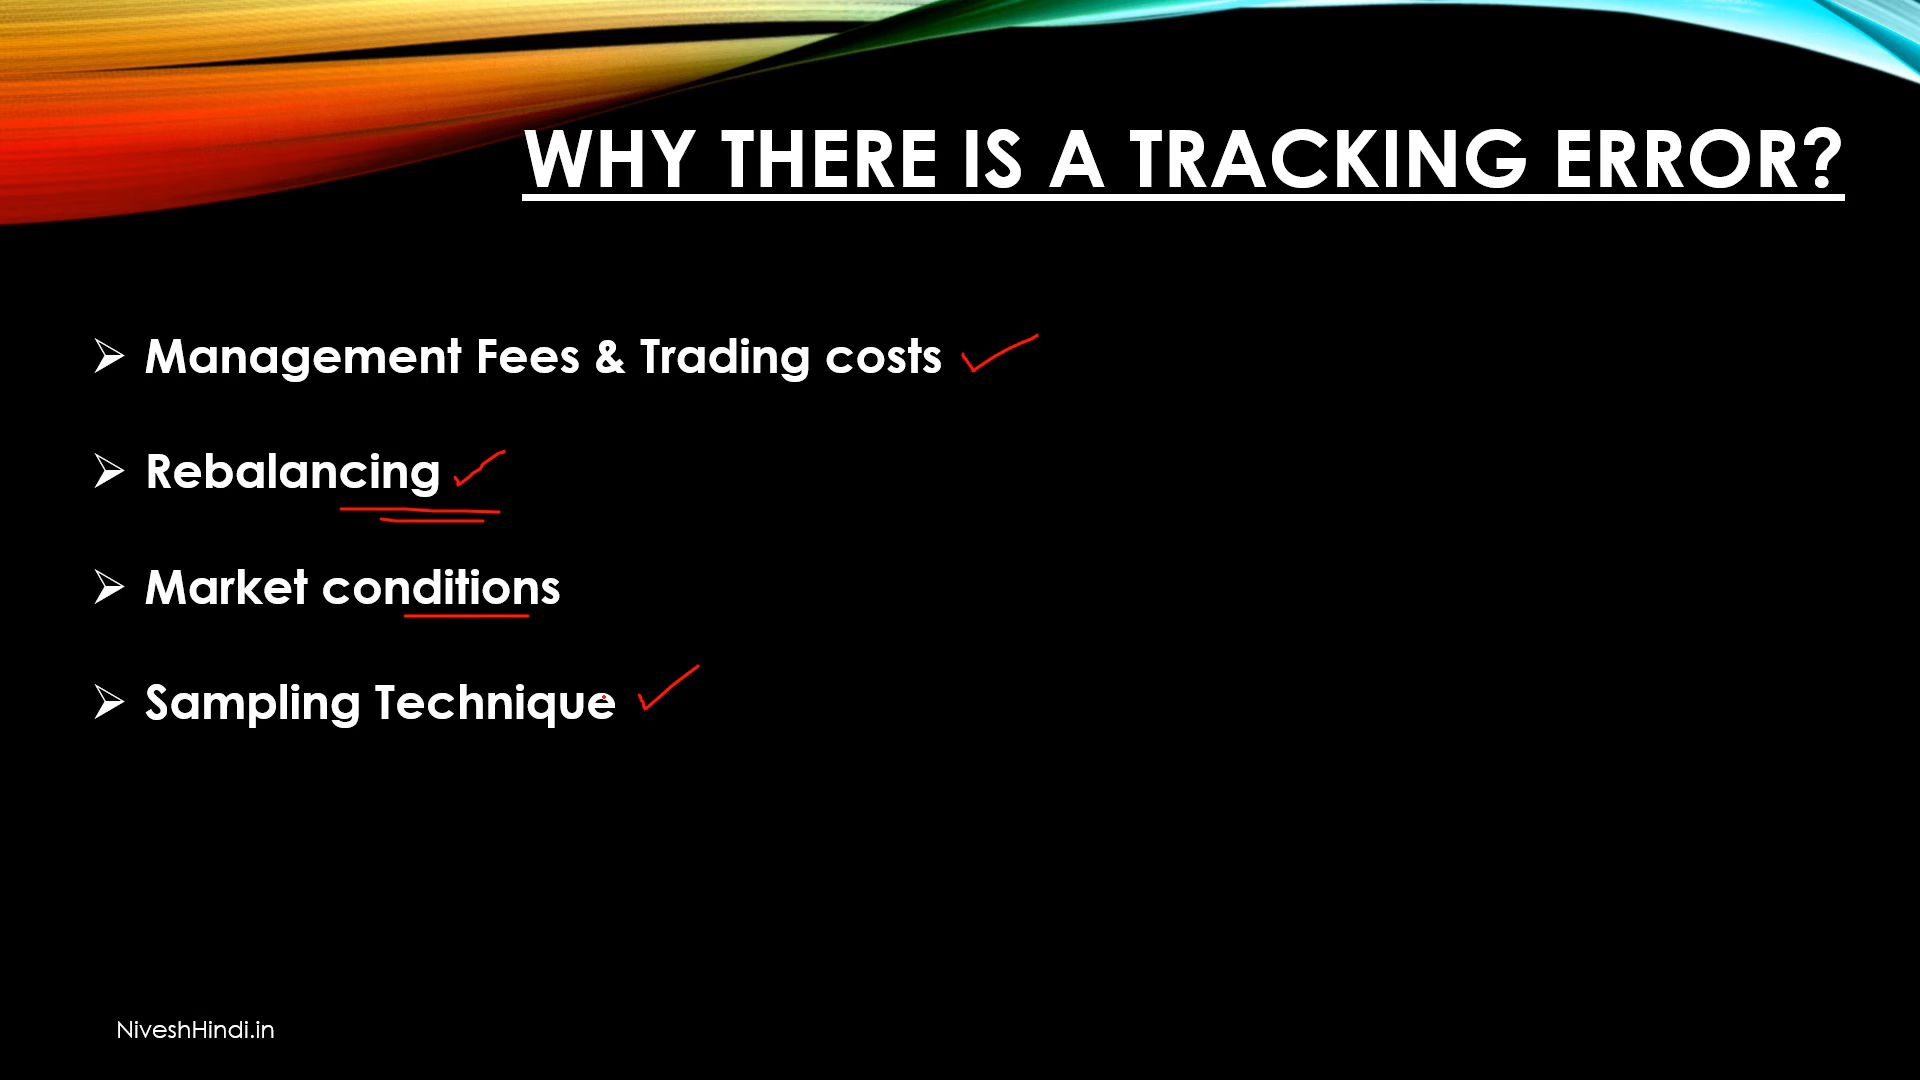 WHY THERE IS A TRACKING ERROR?
➢ Management Fees & Trading costs
➢ Rebalancing
➢ Market conditions
➢ Sampling Technique
NiveshHindi.in